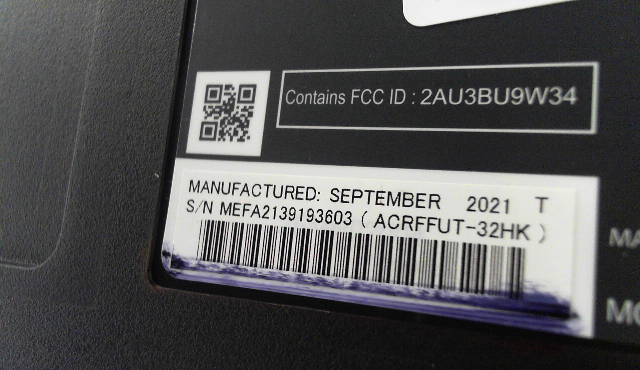 Contains FCC ID : 2AU3BU9W34
MANUFACTURED: SEPTEMBER 2021 T
S/N MEFA2139193603 ( ACRFFUT-32HK )